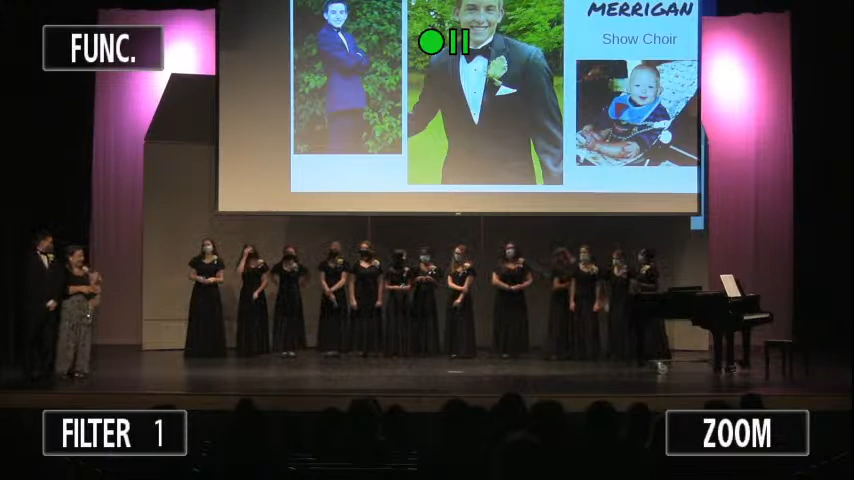 FUNC.
MERRIGAN
Show Choir
FILTER 1
ZOOM